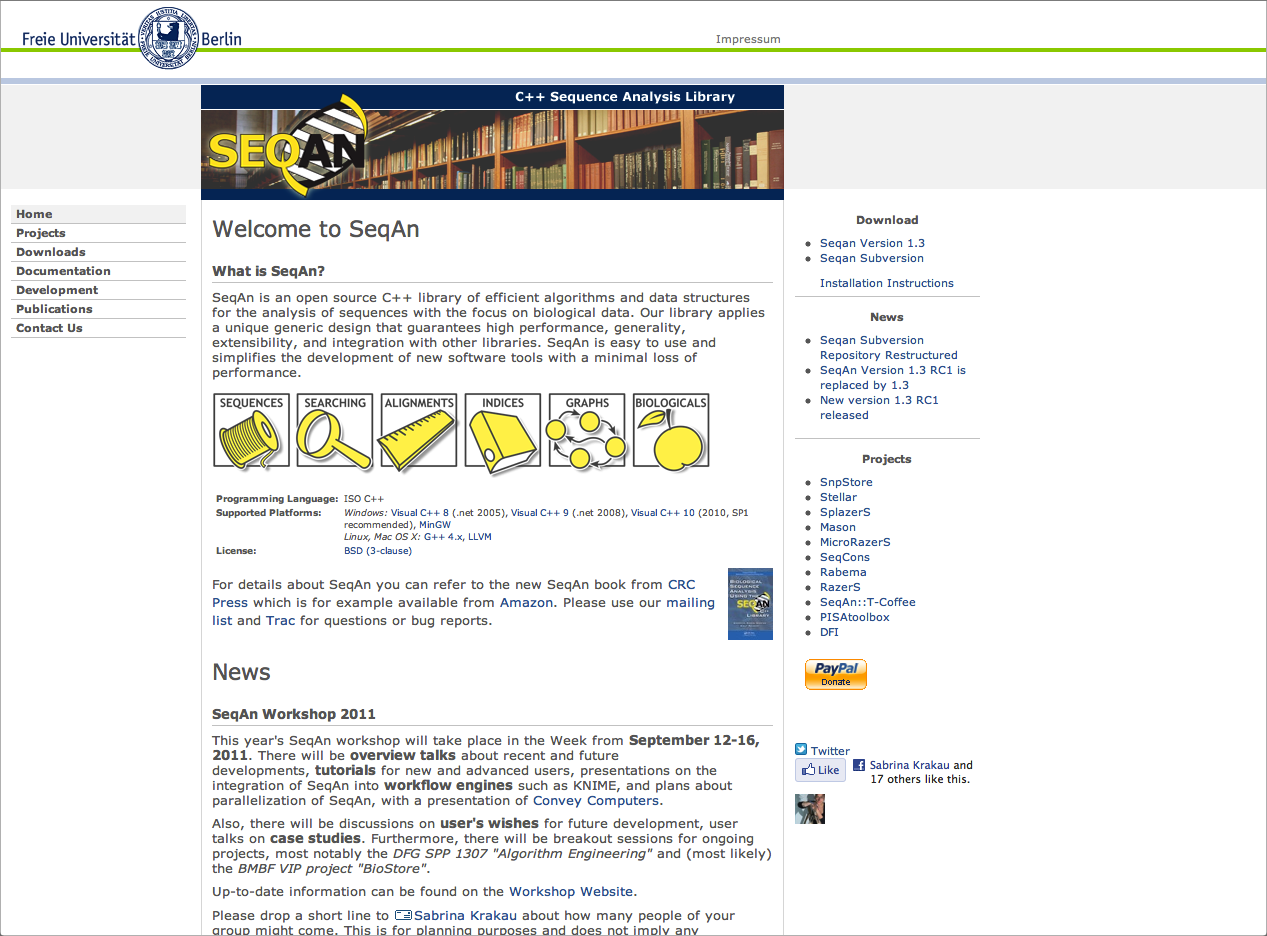 Freie Universität Berlin
Impressum
C++ Sequence Analysis Library
SEQAN
Home
Projects
Downloads
Documentation
Development
Publications
Contact Us
Welcome to SeqAn
What is SeqAn?
SeqAn is an open source C++ library of efficient algorithms and data structures
for the analysis of sequences with the focus on biological data. Our library applies
a unique generic design that guarantees high performance, generality,
extensibility, and integration with other libraries. SeqAn is easy to use and
simplifies the development of new software tools with a minimal loss of
performance.
SEQUENCES SEARCHING ALIGNMENTS INDICES GRAPHS BIOLOGICALS
Programming Language: ISO C++
Supported Platforms: Windows: Visual C++ 8 (.net 2005), Visual C++ 9 (.net 2008), Visual C++ 10 (2010, SP1
recommended), MinGW
Linux, Mac OS X: G++ 4.x, LLVM
License: BSD (3-clause)
For details about SeqAn you can refer to the new SeqAn book from CRC
Press which is for example available from Amazon. Please use our mailing
list and Trac for questions or bug reports.
BIOLOGICAL
SEQUENCE
ANALYSIS
USING THE
SEQAN
C++
LIBRARY
News
SeqAn Workshop 2011
This year's SeqAn workshop will take place in the Week from September 12-16,
2011. There will be overview talks about recent and future
developments, tutorials for new and advanced users, presentations on the
integration of SeqAn into workflow engines such as KNIME, and plans about
parallelization of SeqAn, with a presentation of Convey Computers.
Also, there will be discussions on user's wishes for future development, user
talks on case studies. Furthermore, there will be breakout sessions for ongoing
projects, most notably the DFG SPP 1307 "Algorithm Engineering" and (most likely)
the BMBF VIP project "BioStore".
Up-to-date information can be found on the Workshop Website.
Please drop a short line to Sabrina Krakau about how many people of your
group might come. This is for planning purposes and does not imply any
Download
Seqan Version 1.3
Seqan Subversion
Installation Instructions
News
Seqan Subversion
Repository Restructured
SeqAn Version 1.3 RC1 is
replaced by 1.3
New version 1.3 RC1
released
Projects
SnpStore
Stellar
SplazerS
Mason
MicroRazerS
SeqCons
Rabema
RazerS
SeqAn::T-Coffee
PISAtoolbox
DFI
PayPal
Donate
Twitter
Like
Sabrina Krakau and
17 others like this.